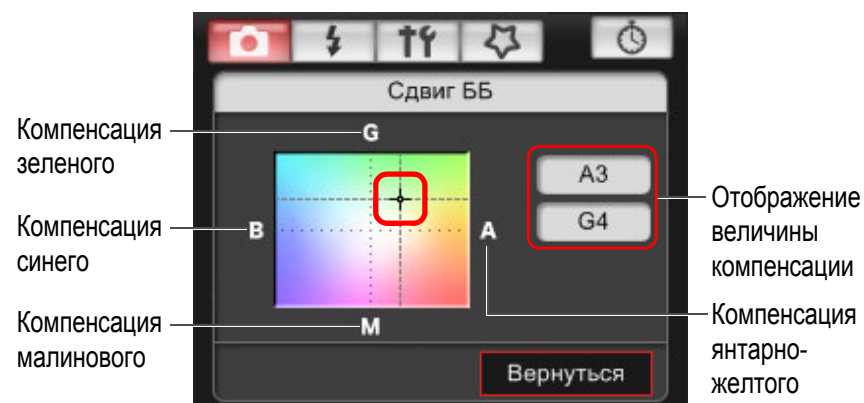 Сдвиг ББ
Компенсация
зеленого
G
A3
G4
Отображение
величины
компенсации
Компенсация
синего
B
A
Компенсация
малинового
M
Компенсация
янтарно-
желтого
Вернуться